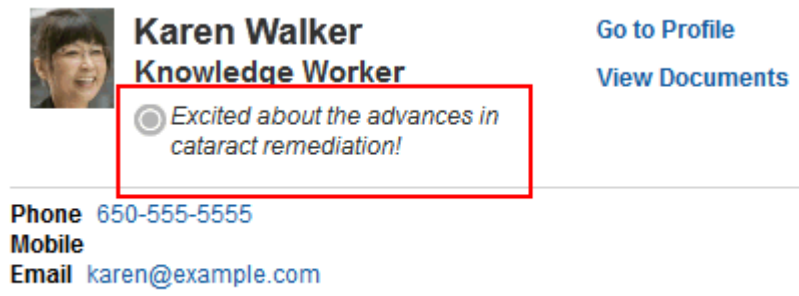 Karen Walker
Knowledge Worker
Excited about the advances in
cataract remediation!
Go to Profile
View Documents
Phone 650-555-5555
Mobile
Email karen@example.com